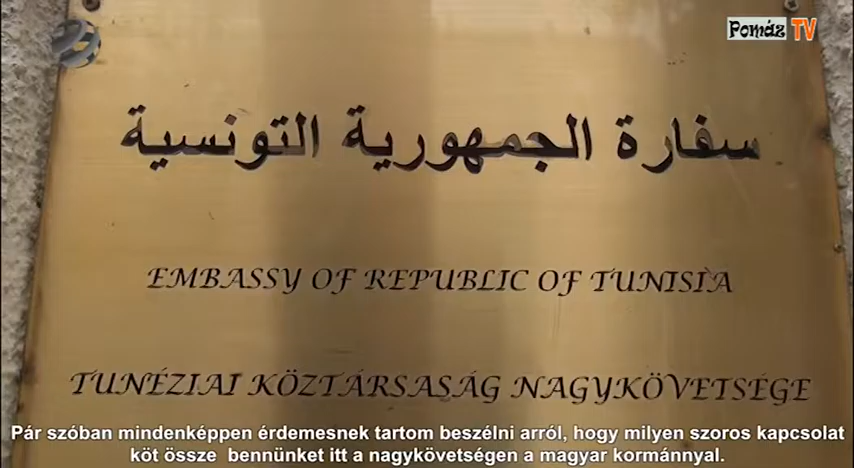 Pomáz TV
سفارة الجمهورية التونسية
EMBASSY OF REPUBLIC OF TUNISIA
TUNÉZIAI KÖZTÁRSASÁG NAGYKÖVETSÉGE
Pár szóban mindenképpen érdemesnek tartom beszélni arról, hogy milyen szoros kapcsolat
köt össze bennünket itt a nagykövetségen a magyar kormánnyal.